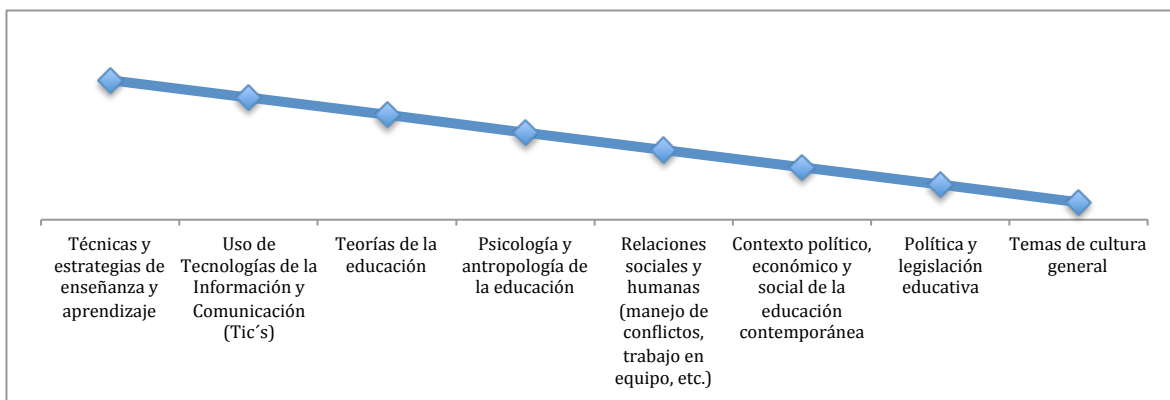 Técnicas y
estrategias de
enseñanza y
aprendizaje
Uso de
Tecnologías de la
Información y
Comunicación
(Tic´s)
Teorías de la
educación
Psicología y
antropología de
la educación
Relaciones
sociales y
humanas
(manejo de
conflictos,
trabajo en
equipo, etc.)
Contexto político,
económico y
social de la
educación
contemporánea
Política y
legislación
educativa
Temas de cultura
general